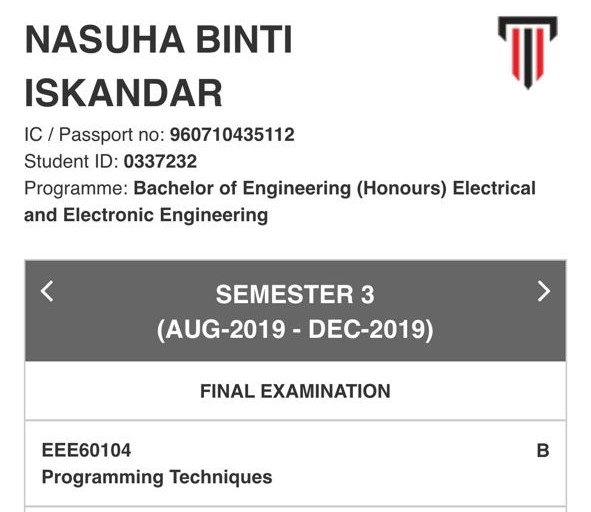 NASUHA BINTI
ISKANDAR
IC / Passport no: 960710435112
Student ID: 0337232
Programme: Bachelor of Engineering (Honours) Electrical
and Electronic Engineering
SEMESTER 3
(AUG-2019 - DEC-2019)
FINAL EXAMINATION
EEE60104 B
Programming Techniques